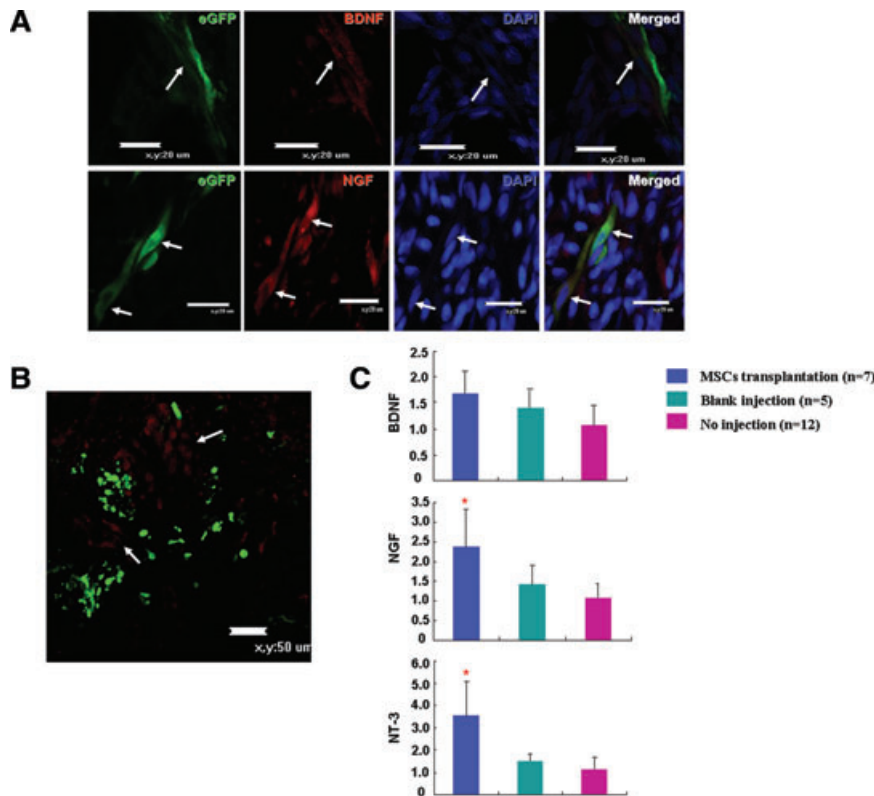 A
eGFP BDNF DAPI Merged
x,y:20 um x,y:20 um x,y:20 um x,y:20 um
eGFP NGF DAPI Merged
B
x,y:50 um
C
2.5
2.0
1.5
1.0
0.5
0
BDNF
MSCs transplantation (n=7)
Blank injection (n=5)
No injection (n=12)
3.5
3.0
2.5
2.0
1.5
1.0
0.5
0
NGF
*
6.0
5.0
4.0
3.0
2.0
1.0
0
NT-3
*